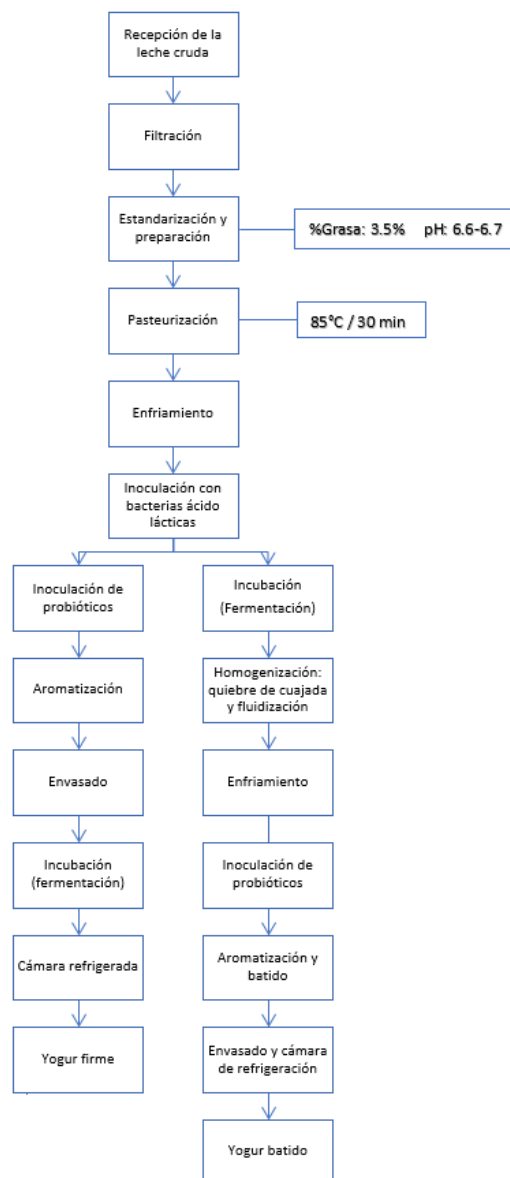 Recepción de la
leche cruda
Filtración
Estandarización y
preparación
%Grasa: 3.5%    pH: 6.6-6.7
Pasteurización
85°C / 30 min
Enfriamiento
Inoculación con
bacterias ácido
lácticas
Inoculación de
probióticos
Aromatización
Envasado
Incubación
(fermentación)
Cámara refrigerada
Yogur firme
Incubación
(Fermentación)
Homogenización:
quiebre de cuajada
y fluidización
Enfriamiento
Inoculación de
probióticos
Aromatización y
batido
Envasado y cámara
de refrigeración
Yogur batido